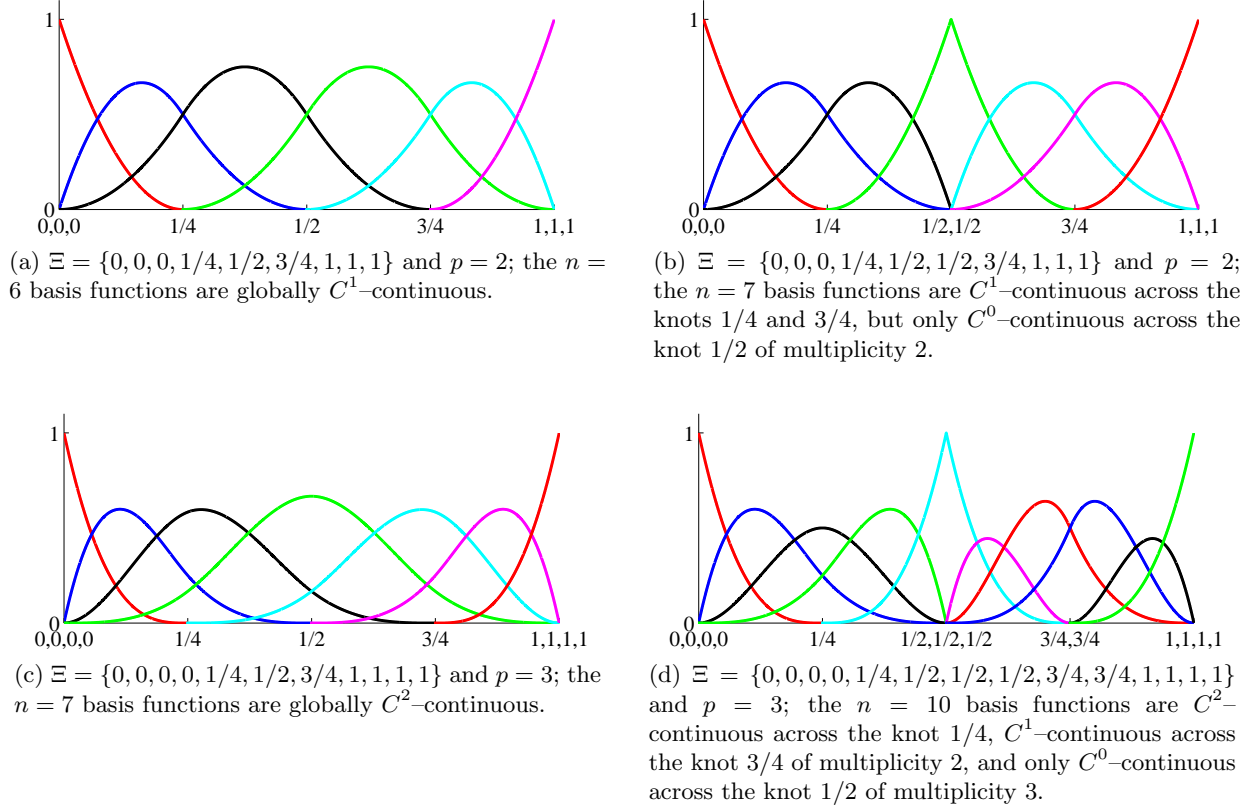 1
0
0,0,0 1/4 1/2 3/4 1,1,1
(a) Ξ = {0, 0, 0, 1/4, 1/2, 3/4, 1, 1, 1} and p = 2; the n =
6 basis functions are globally C¹–continuous.
1
0
0,0,0 1/4 1/2,1/2 3/4 1,1,1
(b) Ξ = {0, 0, 0, 1/4, 1/2, 1/2, 3/4, 1, 1, 1} and p = 2;
the n = 7 basis functions are C¹–continuous across the
knots 1/4 and 3/4, but only C⁰–continuous across the
knot 1/2 of multiplicity 2.
1
0
0,0,0,0 1/4 1/2 3/4 1,1,1,1
(c) Ξ = {0, 0, 0, 0, 1/4, 1/2, 3/4, 1, 1, 1, 1} and p = 3; the
n = 7 basis functions are globally C²–continuous.
1
0
0,0,0,0 1/4 1/2,1/2,1/2 3/4,3/4 1,1,1,1
(d) Ξ = {0, 0, 0, 0, 1/4, 1/2, 1/2, 1/2, 3/4, 3/4, 1, 1, 1, 1}
and p = 3; the n = 10 basis functions are C²–
continuous across the knot 1/4, C¹–continuous across
the knot 3/4 of multiplicity 2, and only C⁰–continuous
across the knot 1/2 of multiplicity 3.